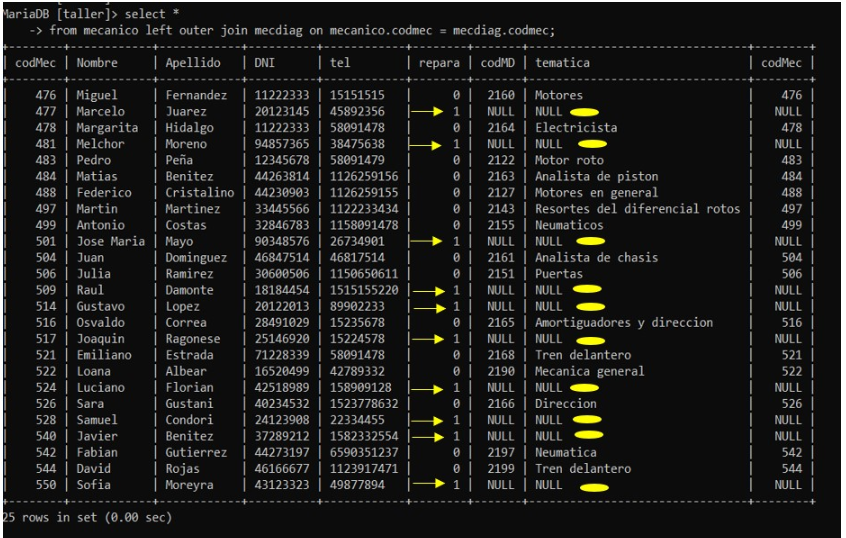 MariaDB [taller]> select *
-> from mecanico left outer join mecdiag on mecanico.codmec = mecdiag.codmec;
| codMec | Nombre | Apellido | DNI | tel | repara | codMD | tematica | codMec |
| 476 | Miguel | Fernandez | 11222333 | 15151515 | 0 | 2160 | Motores | 476 |
| 477 | Marcelo | Juarez | 20123145 | 45892356 | 1 | NULL | NULL | NULL |
| 478 | Margarita | Hidalgo | 11222333 | 58091478 | 0 | 2164 | Electricista | 478 |
| 481 | Melchor | Moreno | 94857365 | 38475638 | 1 | NULL | NULL | NULL |
| 483 | Pedro | Peña | 12345678 | 58091479 | 0 | 2122 | Motor roto | 483 |
| 484 | Matias | Benitez | 44263814 | 1126259156 | 0 | 2163 | Analista de piston | 484 |
| 488 | Federico | Cristalino | 44230903 | 1126259155 | 0 | 2127 | Motores en general | 488 |
| 497 | Martin | Martinez | 33445566 | 1122233434 | 0 | 2143 | Resortes del diferencial rotos | 497 |
| 499 | Antonio | Costas | 32846783 | 1158091478 | 0 | 2155 | Neumaticos | 499 |
| 501 | Jose Maria | Mayo | 90348576 | 26734901 | 1 | NULL | NULL | NULL |
| 504 | Juan | Dominguez | 46847514 | 46817514 | 0 | 2161 | Analista de chasis | 504 |
| 506 | Julia | Ramirez | 30600506 | 1150650611 | 0 | 2151 | Puertas | 506 |
| 509 | Raul | Damonte | 18184454 | 1515155220 | 1 | NULL | NULL | NULL |
| 514 | Gustavo | Lopez | 20122013 | 89902233 | 1 | NULL | NULL | NULL |
| 516 | Osvaldo | Correa | 28491029 | 15235678 | 0 | 2165 | Amortiguadores y direccion | 516 |
| 517 | Joaquin | Ragonese | 25146920 | 15224578 | 1 | NULL | NULL | NULL |
| 521 | Emiliano | Estrada | 71228339 | 58091478 | 0 | 2168 | Tren delantero | 521 |
| 522 | Loana | Albear | 16520499 | 42789332 | 0 | 2190 | Mecanica general | 522 |
| 524 | Luciano | Florian | 42518989 | 158909128 | 1 | NULL | NULL | NULL |
| 526 | Sara | Gustani | 40234532 | 1523778632 | 0 | 2166 | Direccion | 526 |
| 528 | Samuel | Condori | 24123908 | 22334455 | 1 | NULL | NULL | NULL |
| 540 | Javier | Benitez | 37289212 | 1582332554 | 1 | NULL | NULL | NULL |
| 542 | Fabian | Gutierrez | 44273197 | 6590351237 | 0 | 2197 | Neumatica | 542 |
| 544 | David | Rojas | 46166677 | 1123917471 | 0 | 2199 | Tren delantero | 544 |
| 550 | Sofia | Moreyra | 43123323 | 49877894 | 1 | NULL | NULL | NULL |
25 rows in set (0.00 sec)